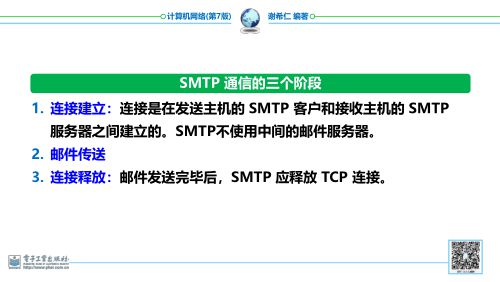 计算机网络(第7版)
谢希仁 编著
SMTP 通信的三个阶段
1. 连接建立：连接是在发送主机的 SMTP 客户和接收主机的 SMTP
服务器之间建立的。SMTP不使用中间的邮件服务器。
2. 邮件传送
3. 连接释放：邮件发送完毕后，SMTP 应释放 TCP 连接。
电子工业出版社
http://www.phei.com.cn